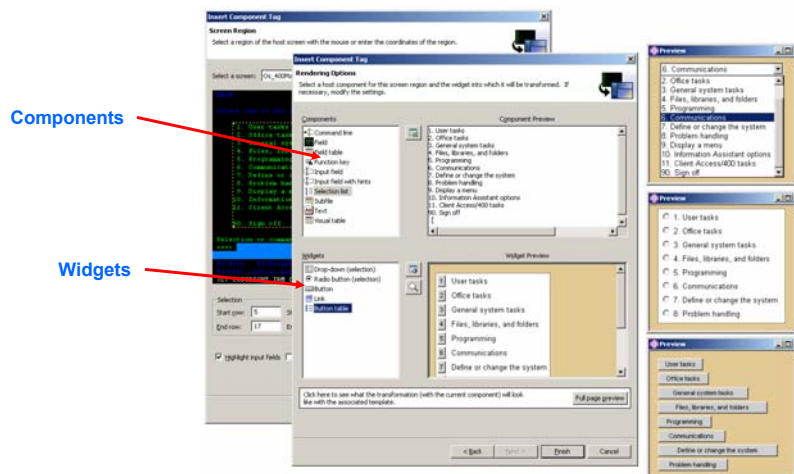 Components
Widgets
Insert Component Tag
Screen Region
Select a region of the host screen with the mouse or enter the coordinates of the region.
Select a screen:
Selection
Start row: 5
End row: 17
Highlight input fields
Insert Component Tag
Rendering Options
Select a host component for this screen region and the widget into which it will be transformed. If
necessary, modify the settings.
Components
Command line
Field
Field table
Function key
Input field
Input field with hints
Selection list
Subfile
Text
Visual table
Component Preview
1. User tasks
2. Office tasks
3. General system tasks
4. Files, libraries, and folders
5. Programming
6. Communications
7. Define or change the system
8. Problem handling
9. Display a menu
10. Information Assistant options
11. Client Access/400 tasks
90. Sign off
Widgets
Drop-down (selection)
Radio button (selection)
Button
Link
Button table
Widget Preview
1 User tasks
2 Office tasks
3 General system tasks
4 Files, libraries, and folders
5 Programming
6 Communications
7 Define or change the system
Click here to see what the transformation (with the current component) will look
like with the associated template.
Full page preview
< Back
Next >
Finish
Cancel
Preview
6. Communications
2. Office tasks
3. General system tasks
4. Files, libraries, and folders
5. Programming
6. Communications
7. Define or change the system
8. Problem handling
9. Display a menu
10. Information Assistant options
11. Client Access/400 tasks
90. Sign off
Preview
1. User tasks
2. Office tasks
3. General system tasks
4. Files, libraries, and folders
5. Programming
6. Communications
7. Define or change the system
8. Problem handling
Preview
User tasks
Office tasks
General system tasks
Files, libraries, and folders
Programming
Communications
Define or change the system
Problem handling